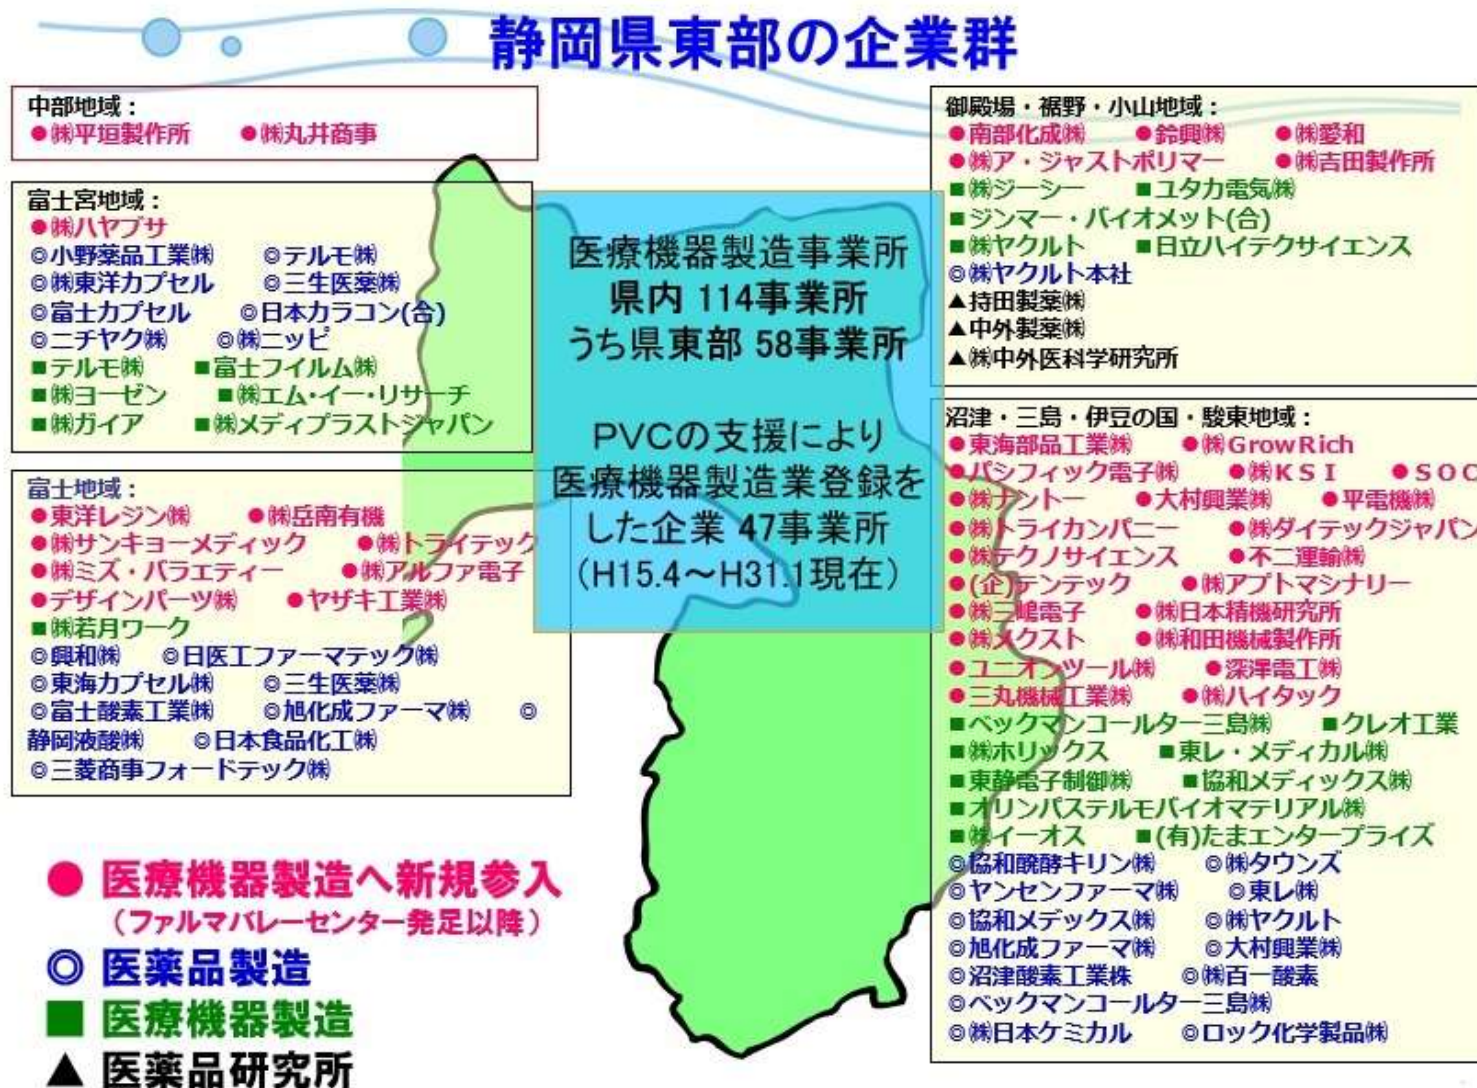 静岡県東部の企業群
中部地域：
●㈱平垣製作所 ●㈱丸井商事
富士宮地域：
●㈱ハヤブサ
◎小野薬品工業㈱ ◎テルモ㈱
◎㈱東洋カプセル ◎三生医薬㈱
◎富士カプセル ◎日本カラコン(合)
◎ニチヤク㈱ ◎㈱ニッピ
■テルモ㈱ ■富士フイルム㈱
■㈱ヨーゼン ■㈱エム・イー・リサーチ
■㈱ガイア ■㈱メディプラストジャパン
富士地域：
●東洋レジン㈱ ●㈱岳南有機
●㈱サンキョーメディック ●㈱トライテック
●㈱ミズ・バラエティー ●㈱アルファ電子
●デザインパーツ㈱ ●ヤザキ工業㈱
■㈱若月ワーク
◎興和㈱ ◎日医工ファーマテック㈱
◎東海カプセル㈱ ◎三生医薬㈱
◎富士酸素工業㈱ ◎旭化成ファーマ㈱ ◎
静岡液酸㈱ ◎日本食品化工㈱
◎三菱商事フォードテック㈱
● 医療機器製造へ新規参入
（ファルマバレーセンター発足以降）
◎ 医薬品製造
■ 医療機器製造
▲ 医薬品研究所
医療機器製造事業所
県内 114事業所
うち県東部 58事業所
PVCの支援により
医療機器製造業登録を
した企業 47事業所
（H15.4～H31.1現在）
御殿場・裾野・小山地域：
●南部化成㈱ ●鈴興㈱ ●㈱愛和
●㈱ア・ジャストポリマー ●㈱吉田製作所
■㈱ジーシー ■ユタカ電気㈱
■ジンマー・バイオメット(合)
■㈱ヤクルト ■日立ハイテクサイエンス
◎㈱ヤクルト本社
▲持田製薬㈱
▲中外製薬㈱
▲㈱中外医科学研究所
沼津・三島・伊豆の国・駿東地域：
●東海部品工業㈱ ●㈱GrowRich
●パシフィック電子㈱ ●㈱ＫＳＩ ●ＳＯＣ
●㈱ナントー ●大村興業㈱ ●平電機㈱
●㈱トライカンパニー ●㈱ダイテックジャパン
●㈱テクノサイエンス ●不二運輸㈱
●(企)テンテック ●㈱アプトマシナリー
●㈱三嶋電子 ●㈱日本精機研究所
●㈱メクスト ●㈱和田機械製作所
●ユニオンツール㈱ ●深澤電工㈱
●三丸機械工業㈱ ●㈱ハイタック
■ベックマンコールター三島㈱ ■クレオ工業
■㈱ホリックス ■東レ・メディカル㈱
■東静電子制御㈱ ■協和メディックス㈱
■オリンパステルモバイオマテリアル㈱
■㈱イーオス ■(有)たまエンタープライズ
◎協和醗酵キリン㈱ ◎㈱タウンズ
◎ヤンセンファーマ㈱ ◎東レ㈱
◎協和メデックス㈱ ◎㈱ヤクルト
◎旭化成ファーマ㈱ ◎大村興業㈱
◎沼津酸素工業株 ◎㈱百一酸素
◎ベックマンコールター三島㈱
◎㈱日本ケミカル ◎ロック化学製品㈱